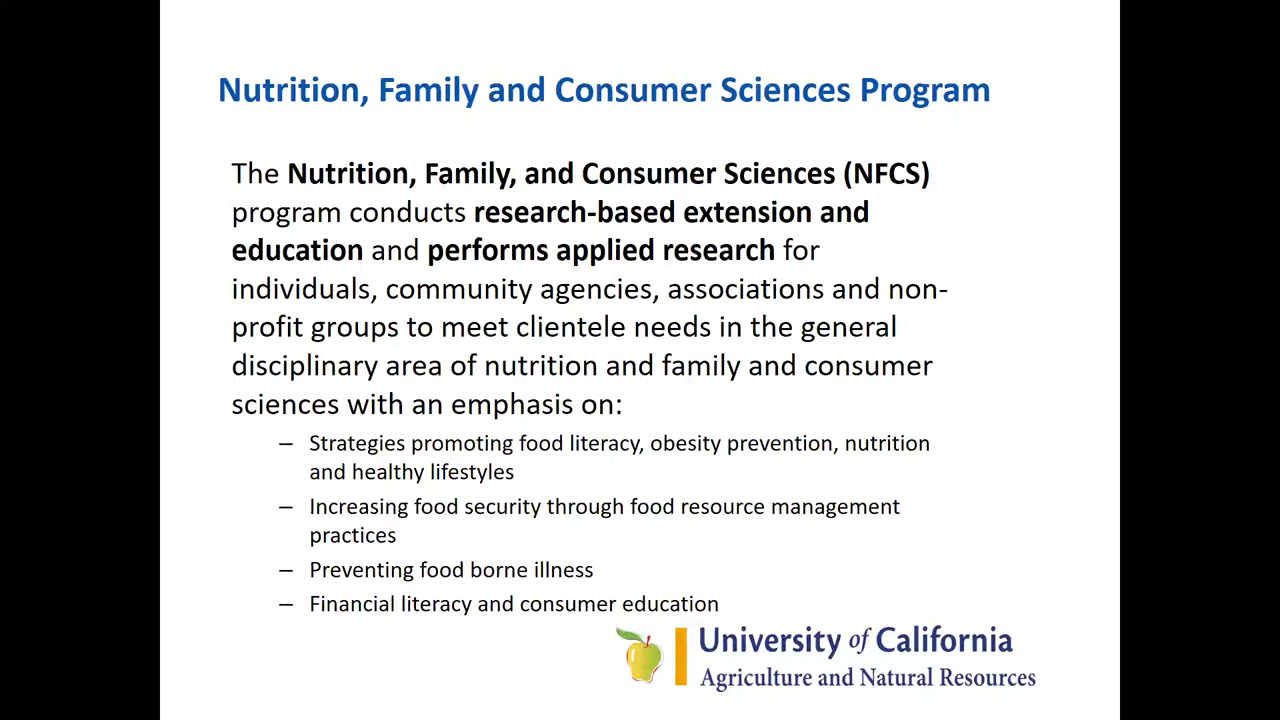 Nutrition, Family and Consumer Sciences Program
The Nutrition, Family, and Consumer Sciences (NFCS)
program conducts research-based extension and
education and performs applied research for
individuals, community agencies, associations and non-
profit groups to meet clientele needs in the general
disciplinary area of nutrition and family and consumer
sciences with an emphasis on:
– Strategies promoting food literacy, obesity prevention, nutrition
and healthy lifestyles
– Increasing food security through food resource management
practices
– Preventing food borne illness
– Financial literacy and consumer education
University of California
Agriculture and Natural Resources